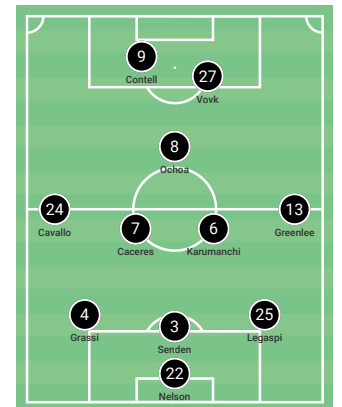 9
Contell
27
Vovk
8
Ochoa
24
Cavallo
13
Greenlee
7
Caceres
6
Karumanchi
4
Grassi
3
Senden
25
Legaspi
22
Nelson